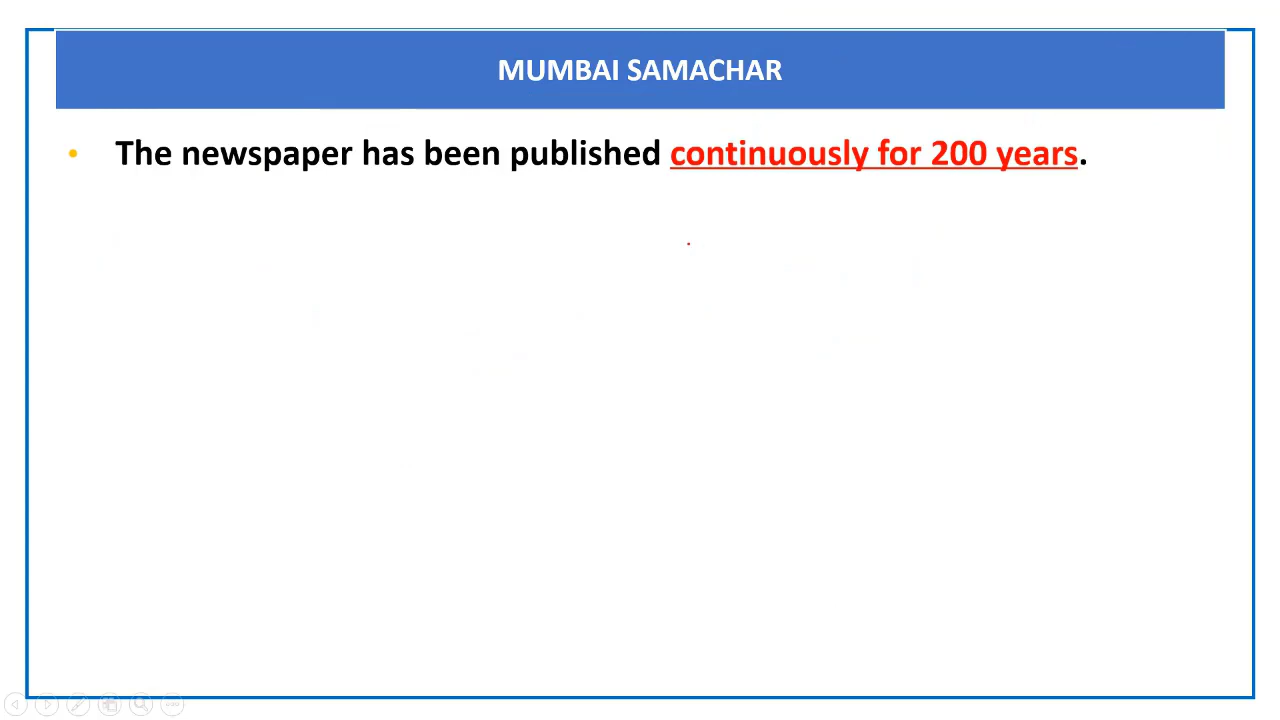 MUMBAI SAMACHAR
• The newspaper has been published continuously for 200 years.